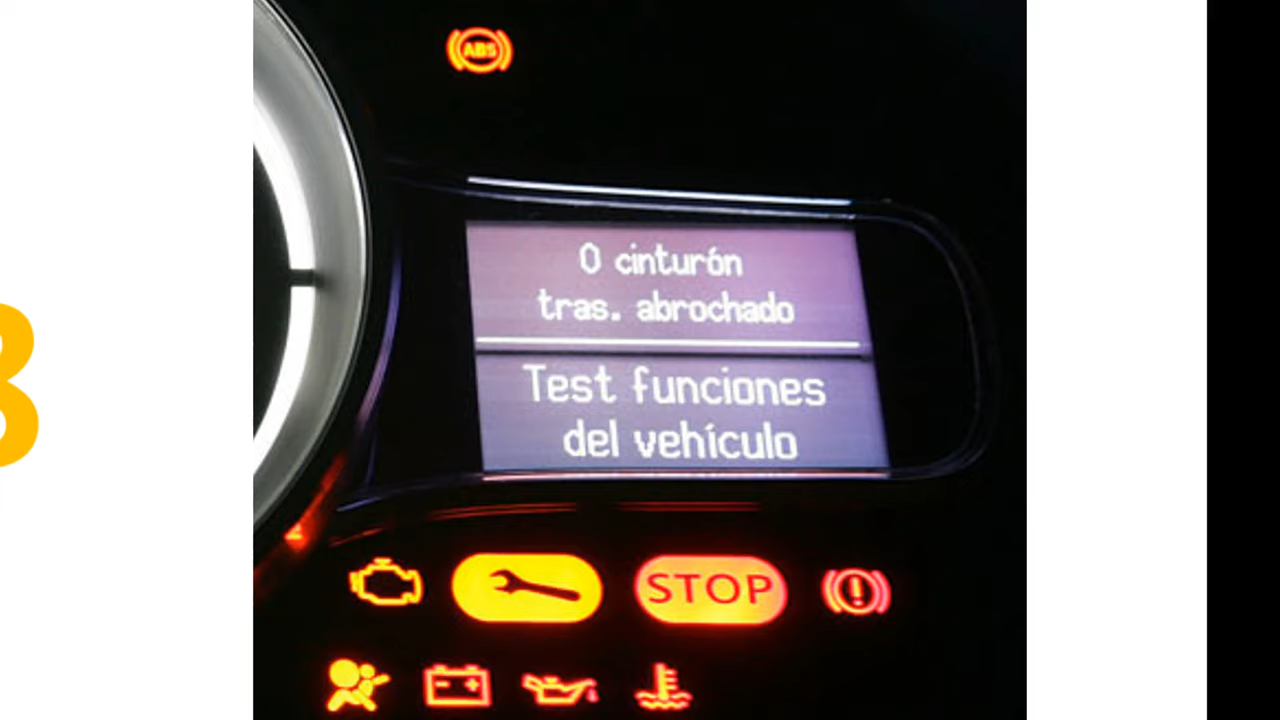 ABS
0 cinturón
tras. abrochado
Test funciones
del vehículo
STOP